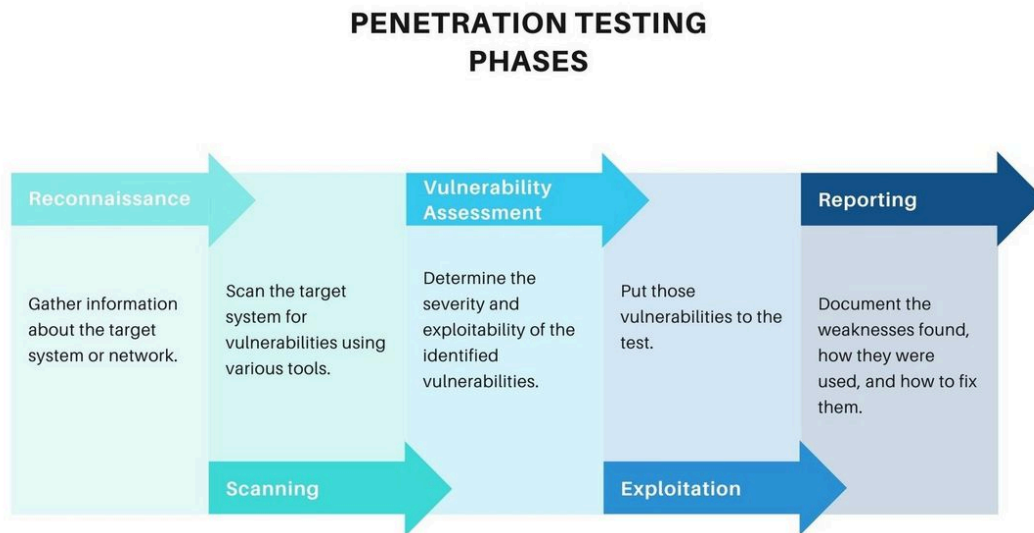 PENETRATION TESTING
PHASES
Reconnaissance
Gather information
about the target
system or network.
Scan the target
system for
vulnerabilities using
various tools.
Scanning
Vulnerability
Assessment
Determine the
severity and
exploitability of the
identified
vulnerabilities.
Put those
vulnerabilities to the
test.
Exploitation
Reporting
Document the
weaknesses found,
how they were
used, and how to fix
them.